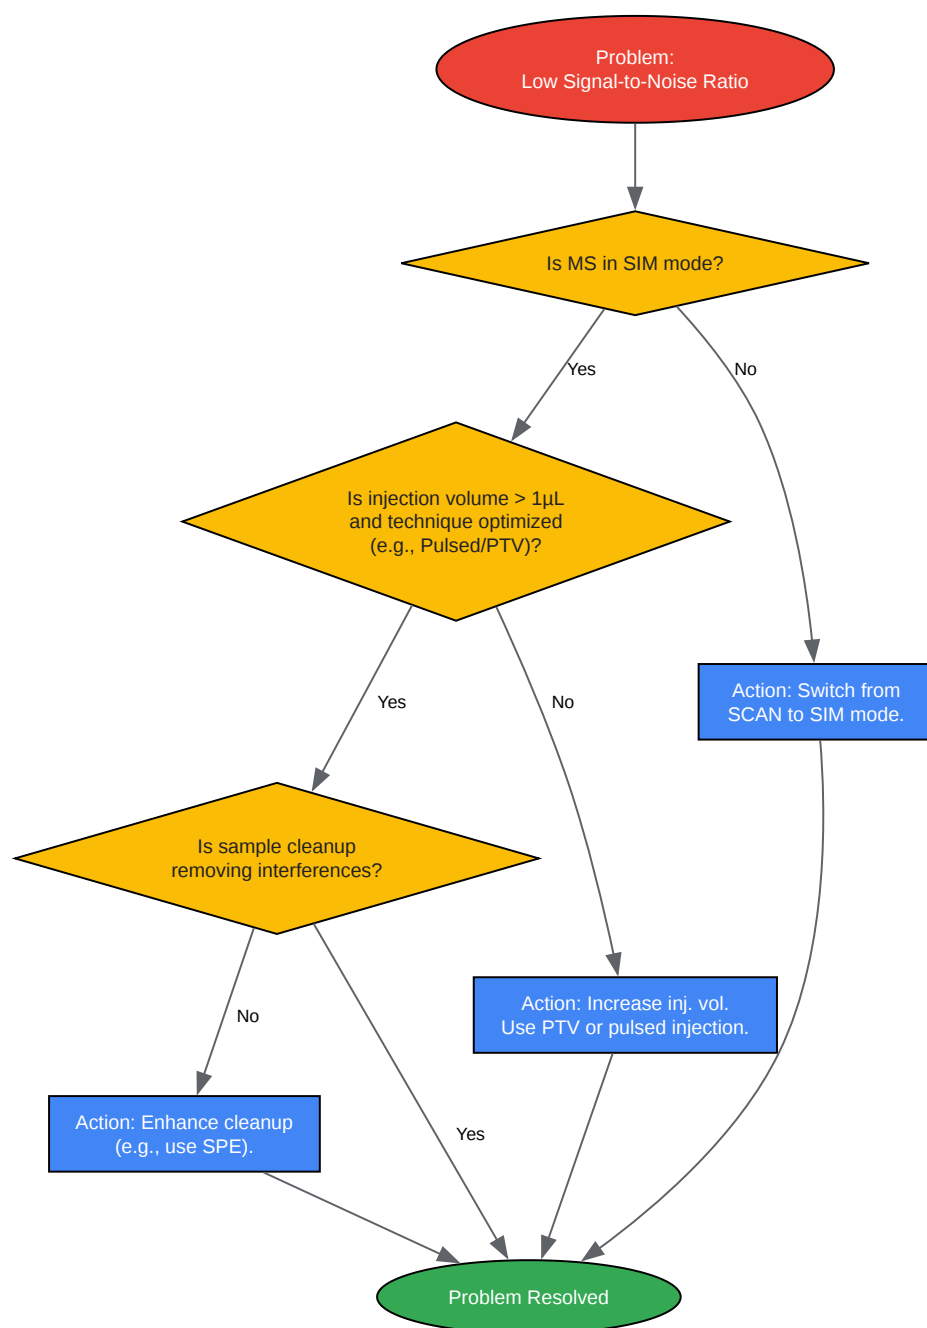 Problem:
Low Signal-to-Noise Ratio
Is MS in SIM mode?
Yes
No
Is injection volume > 1µL
and technique optimized
(e.g., Pulsed/PTV)?
Action: Switch from
SCAN to SIM mode.
Yes
No
Is sample cleanup
removing interferences?
Action: Increase inj. vol.
Use PTV or pulsed injection.
No
Action: Enhance cleanup
(e.g., use SPE).
Yes
Problem Resolved